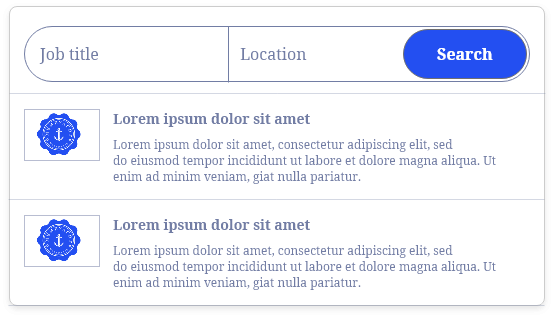 Job title
Location
Search
Lorem ipsum dolor sit amet
Lorem ipsum dolor sit amet, consectetur adipiscing elit, sed
do eiusmod tempor incididunt ut labore et dolore magna aliqua. Ut
enim ad minim veniam, giat nulla pariatur.
Lorem ipsum dolor sit amet
Lorem ipsum dolor sit amet, consectetur adipiscing elit, sed
do eiusmod tempor incididunt ut labore et dolore magna aliqua. Ut
enim ad minim veniam, giat nulla pariatur.